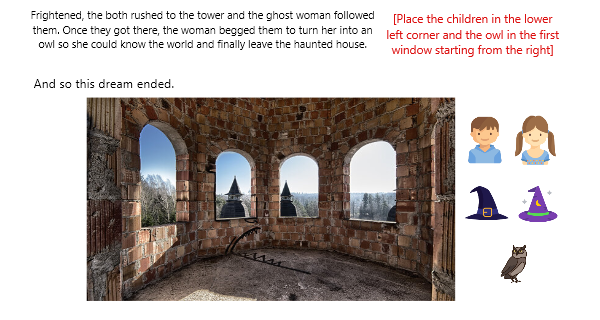 Frightened, the both rushed to the tower and the ghost woman followed
them. Once they got there, the woman begged them to turn her into an
owl so she could know the world and finally leave the haunted house.
[Place the children in the lower
left corner and the owl in the first
window starting from the right]
And so this dream ended.